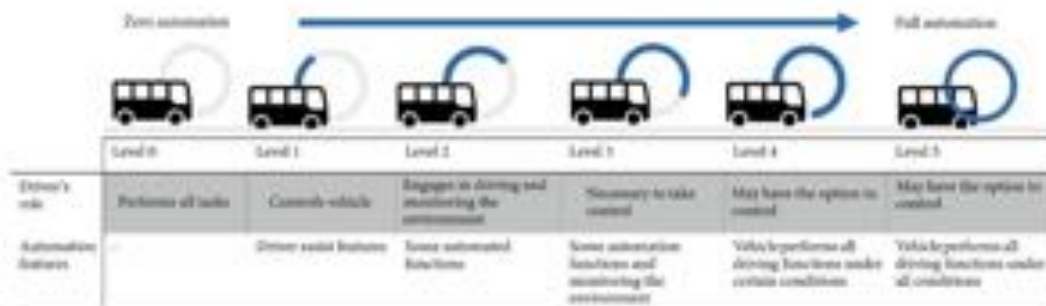 Zero automation
Full automation
Level 0
Level 1
Level 2
Level 3
Level 4
Level 5
Driver's
role
Performs all tasks
Controls vehicle
Engages in driving and
monitoring the
environment
Necessary to take
control
May have the option to
control
May have the option to
control
Automation
features
Driver assist features
Some automated
functions
Some automation
functions and
monitoring the
environment
Vehicle performs all
driving functions under
certain conditions
Vehicle performs all
driving functions under
all conditions